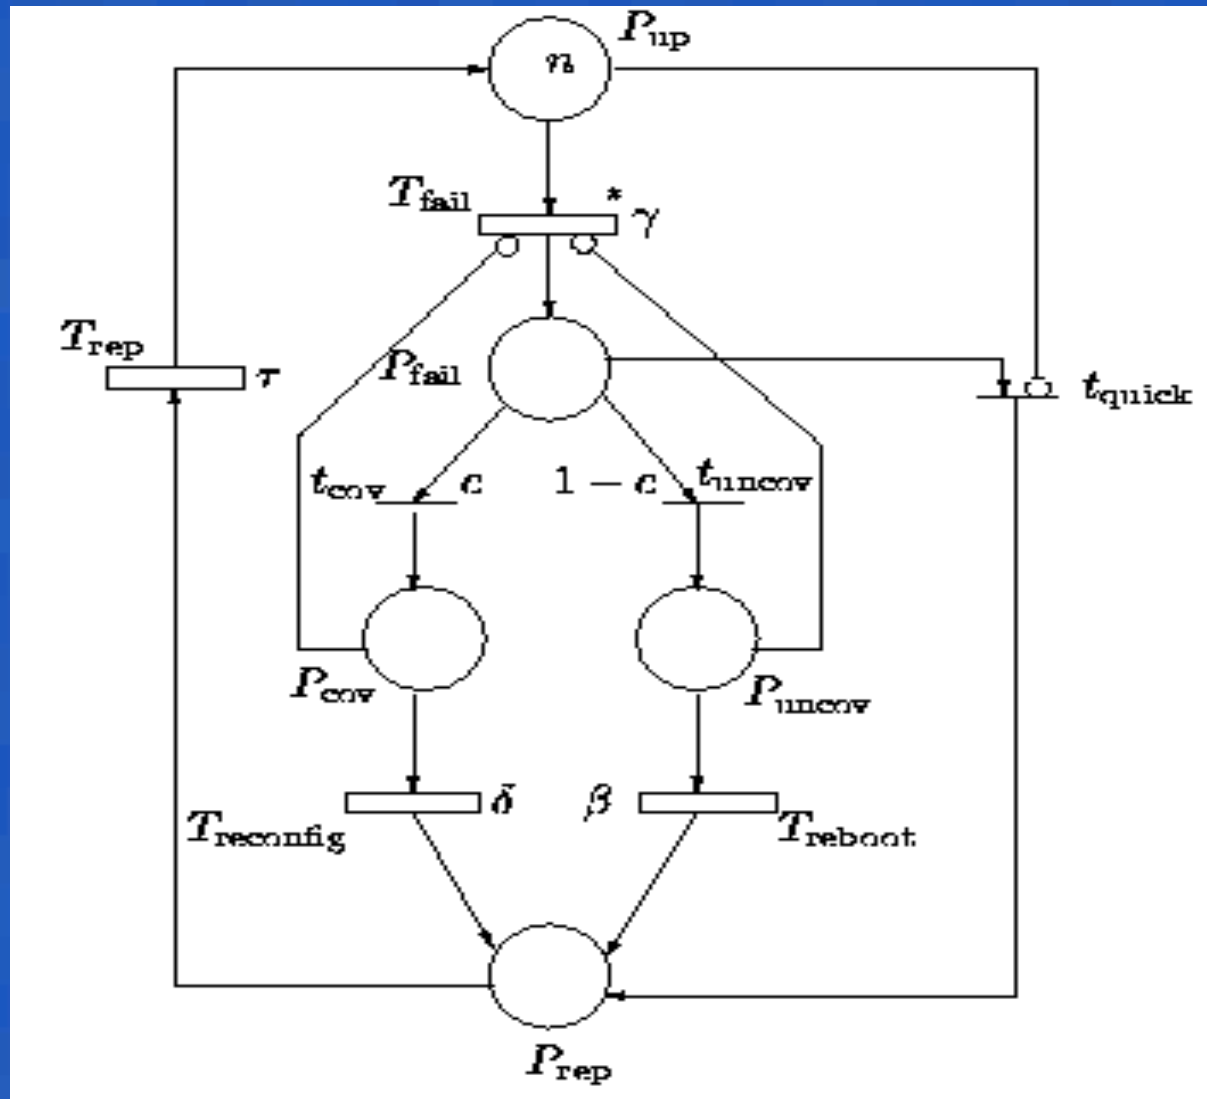 P_up
n
T_fail
* γ
T_rep
τ
P_fail
t_quick
t_cov
c
1 − c
t_uncov
P_cov
P_uncov
T_reconfig
δ
β
T_reboot
P_rep